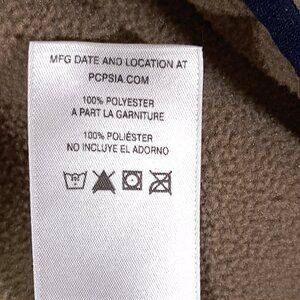 MFG DATE AND LOCATION AT
PCPSIA.COM
100% POLYESTER
A PART LA GARNITURE
100% POLIÉSTER
NO INCLUYE EL ADORNO